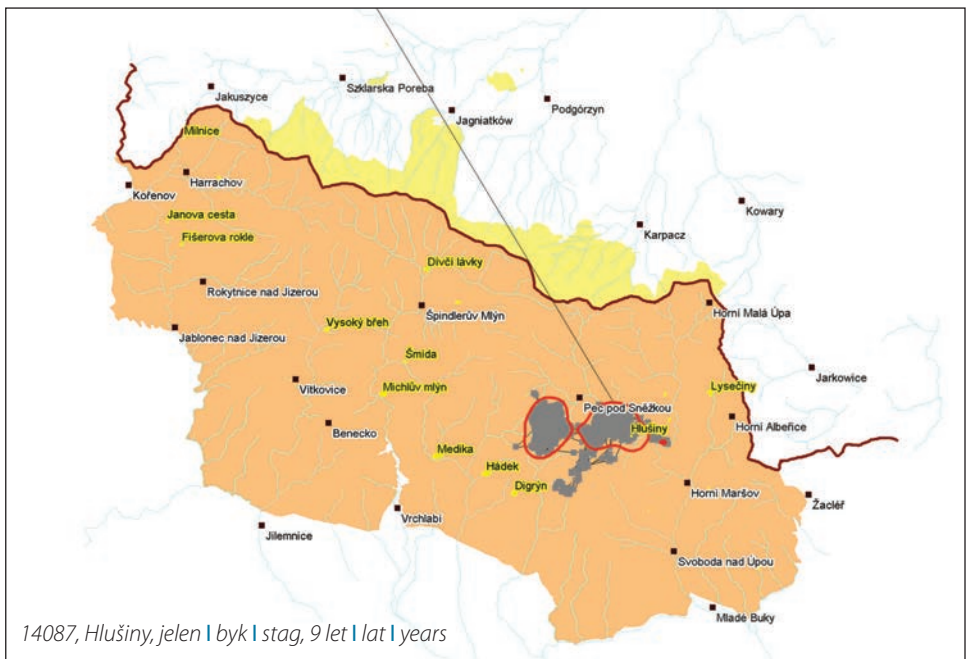 Jakuszyce
Szklarska Poreba
Jagniatków
Podgórzyn
Milnice
Harrachov
Kořenov
Kowary
Janova cesta
Karpacz
Fišerova rokle
Dívčí lávky
Rokytnice nad Jizerou
Špindlerův Mlýn
Horní Malá Úpa
Vysoký břeh
Jablonec nad Jizerou
Šmída
Jarkowice
Vítkovice
Michlův mlýn
Lysečiny
Pec pod Sněžkou
Horní Albeřice
Benecko
Hlušiny
Medika
Hádek
Horní Maršov
Digrýn
Žacléř
Vrchlabí
Jilemnice
Svoboda nad Úpou
Mladé Buky
14087, Hlušiny, jelen I byk I stag, 9 let I lat I years